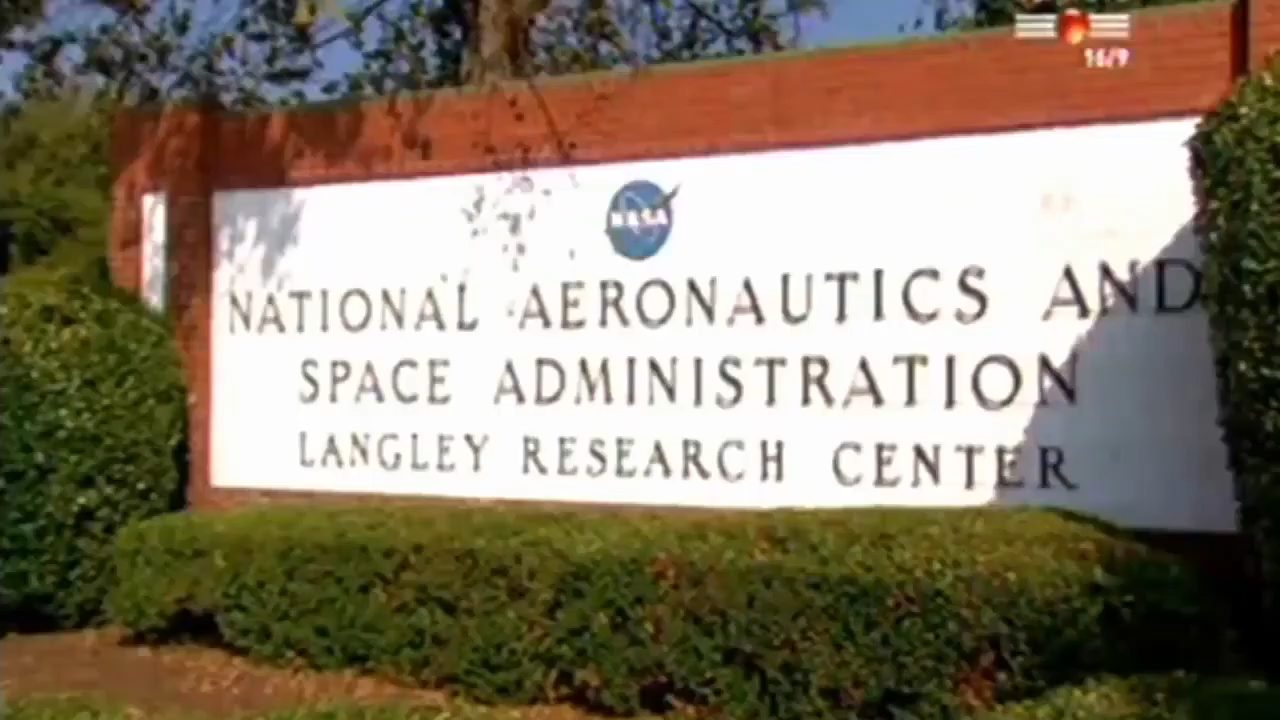 16/9
NASA
NATIONAL AERONAUTICS AND
SPACE ADMINISTRATION
LANGLEY RESEARCH CENTER